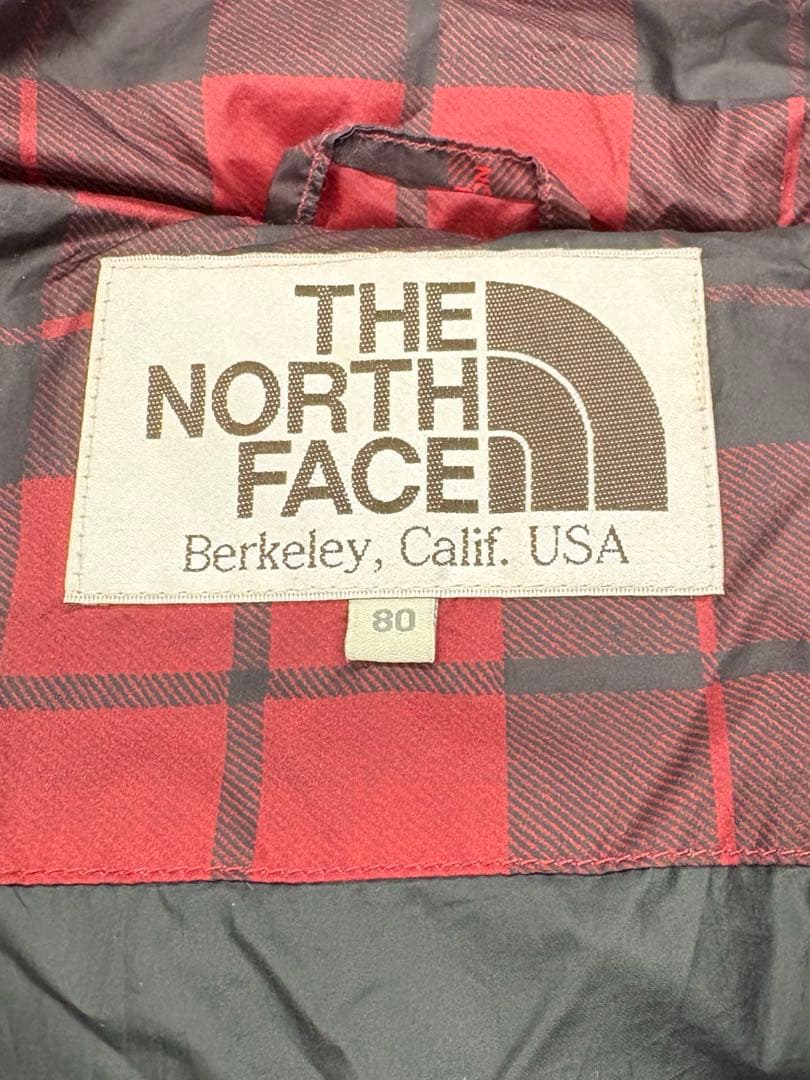 THE
NORTH
FACE
Berkeley, Calif. USA
80